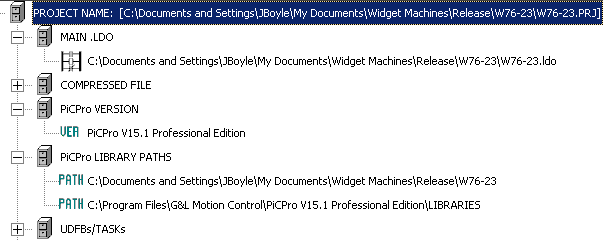 PROJECT NAME: [C:\Documents and Settings\JBoyle\My Documents\Widget Machines\Release\W76-23\W76-23.PRJ]
MAIN .LDO
C:\Documents and Settings\JBoyle\My Documents\Widget Machines\Release\W76-23\W76-23.ldo
COMPRESSED FILE
PiCPro VERSION
VER PiCPro V15.1 Professional Edition
PiCPro LIBRARY PATHS
PATH C:\Documents and Settings\JBoyle\My Documents\Widget Machines\Release\W76-23
PATH C:\Program Files\G&L Motion Control\PiCPro V15.1 Professional Edition\LIBRARIES
UDFBs/TASKs